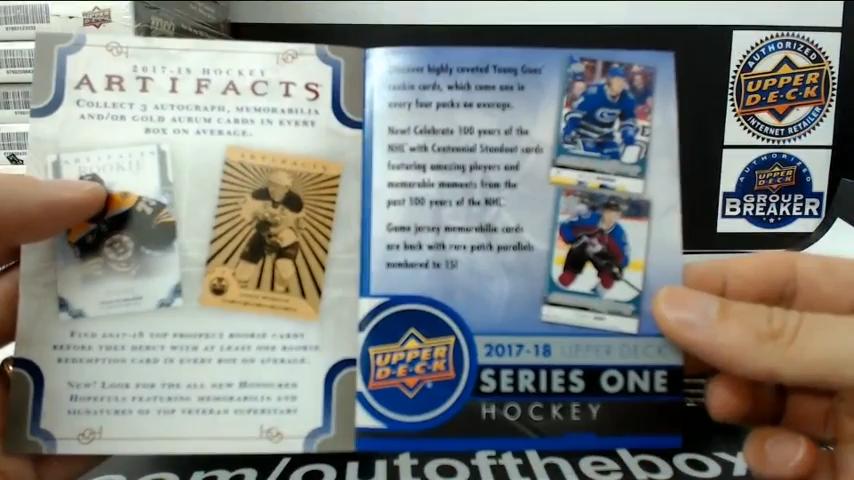 2017-18 HOCKEY
ARTIFACTS
COLLECT 3 AUTOGRAPH, MEMORABILIA
AND/OR GOLD AURUM CARDS IN EVERY
BOX ON AVERAGE.
ROOKIE
ARTIFACTS
FIND 2017-18 TOP PROSPECT ROOKIE CARDS
BEFORE THEY DEBUT WITH AT LEAST ONE ROOKIE
REDEMPTION CARD IN EVERY BOX ON AVERAGE.
NEW! LOOK FOR THE ALL NEW HONOURED
HOPEFULS FEATURING MEMORABILIA AND
SIGNATURES OF TOP VETERAN SUPERSTARS
Discover highly coveted Young Guns
rookie cards, which come one in
every four packs on average.
New! Celebrate 100 years of the
NHL with Centennial Standout cards
featuring amazing players and
memorable moments from the
past 100 years of the NHL.
Game jersey memorabilia cards
are back with rare patch parallels
numbered to 15!
UPPER DECK
2017-18 UPPER DECK
SERIES ONE
HOCKEY
AUTHORIZED
UPPER DECK
INTERNET RETAILER
AUTHORIZED
UPPER DECK
GROUP BREAKER
.com/outofthebox